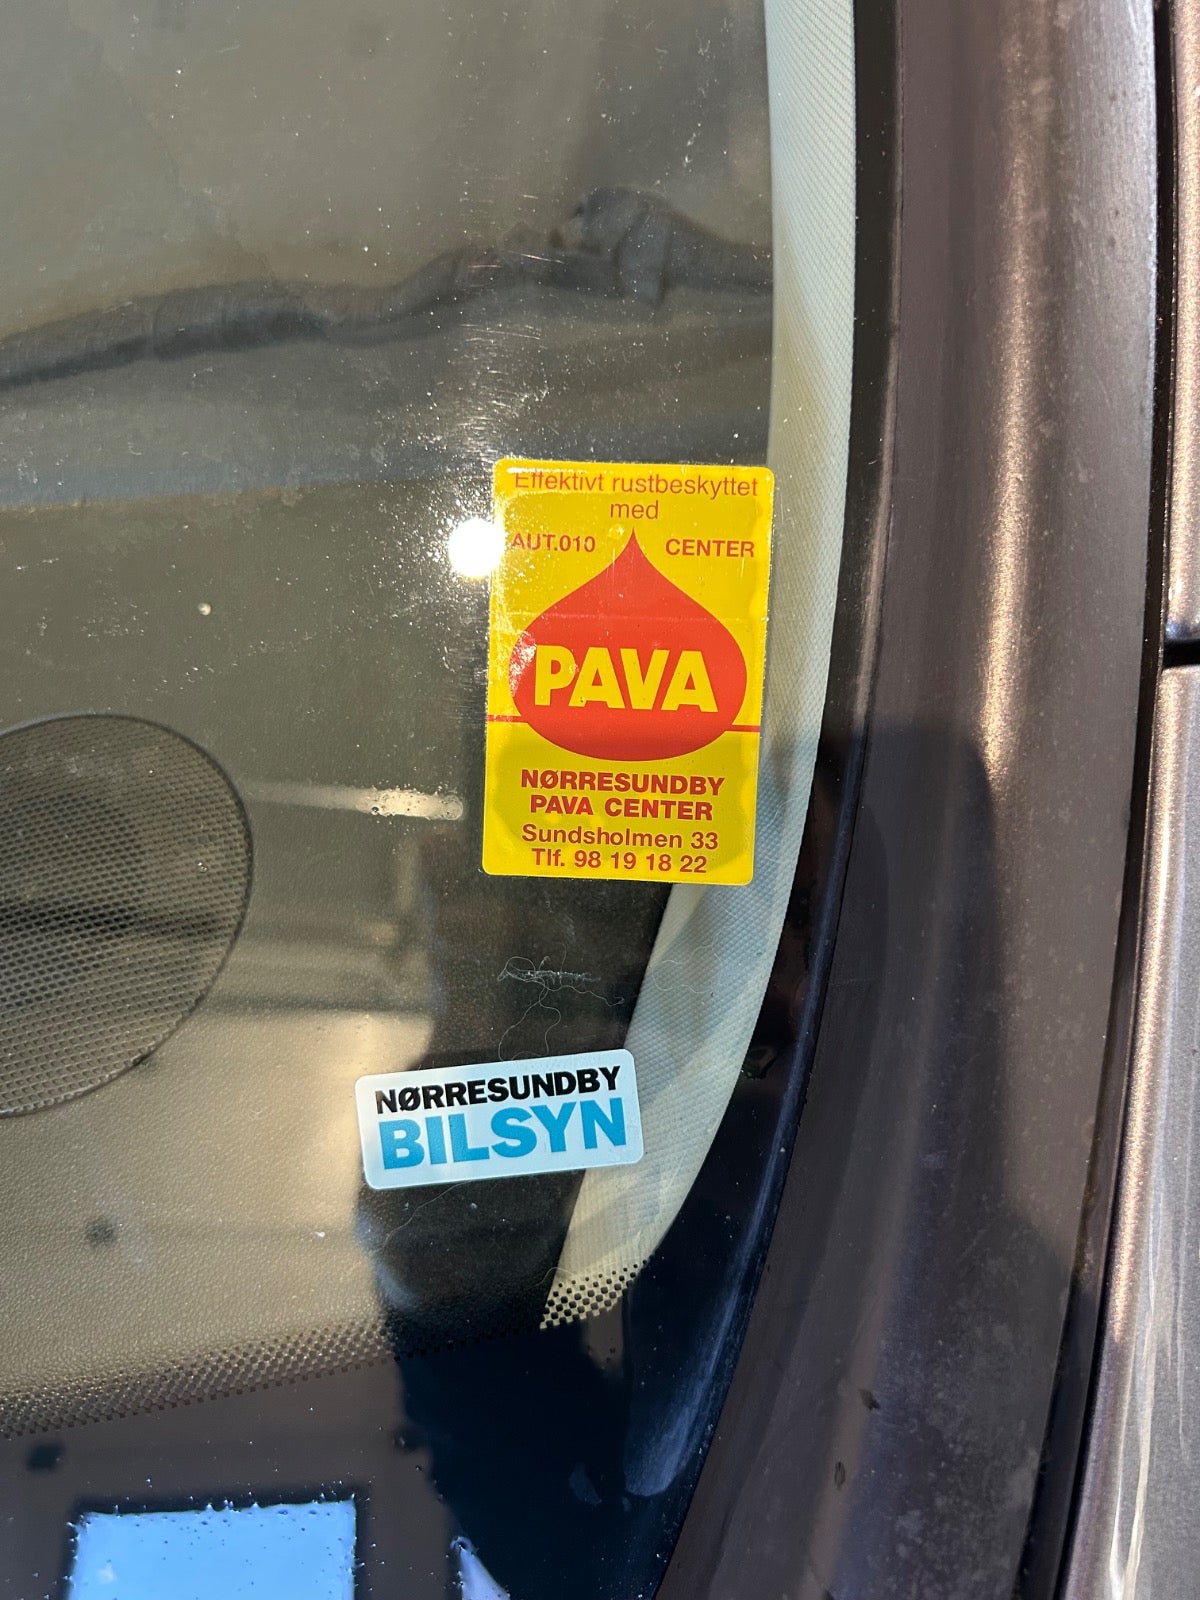 Effektivt rustbeskyttet
med
AUT.010 CENTER
PAVA
NØRRESUNDBY
PAVA CENTER
Sundsholmen 33
Tlf. 98 19 18 22
NØRRESUNDBY
BILSYN